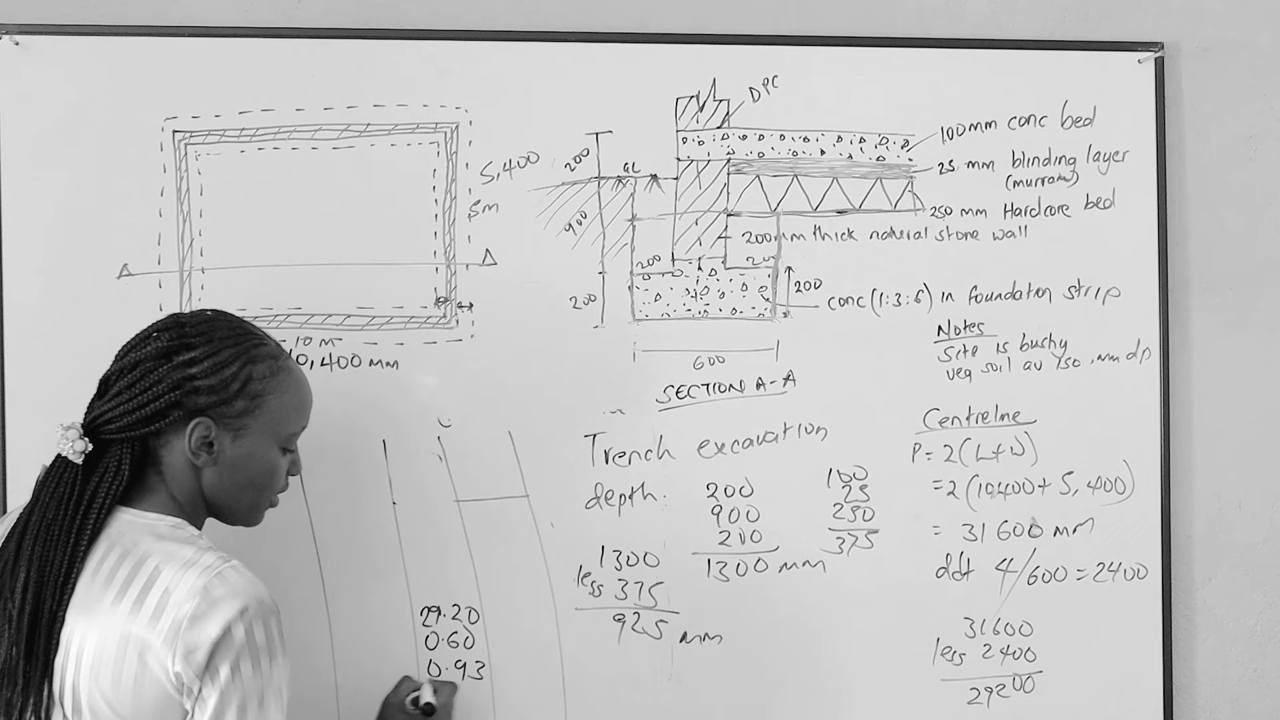 5,400
5m
A
A
10 m
10,400 mm
DPC
100mm conc bed
25 mm blinding layer
(murram)
250 mm Hardcore bed
200mm thick natural stone wall
200
GL
900
200
200
200
200
conc (1:3:6) in foundation strip
600
SECTION A-A
Notes
Site is bushy
veg soil av 150 mm dp
Trench excavation
depth: 200
900
200
1300 mm
100
25
250
375
1300
less 375
925 mm
Centreline
P = 2(L+W)
= 2(10400 + 5,400)
= 31600 mm
ddt 4/600 = 2400
31600
less 2400
29200
29.20
0.60
0.93